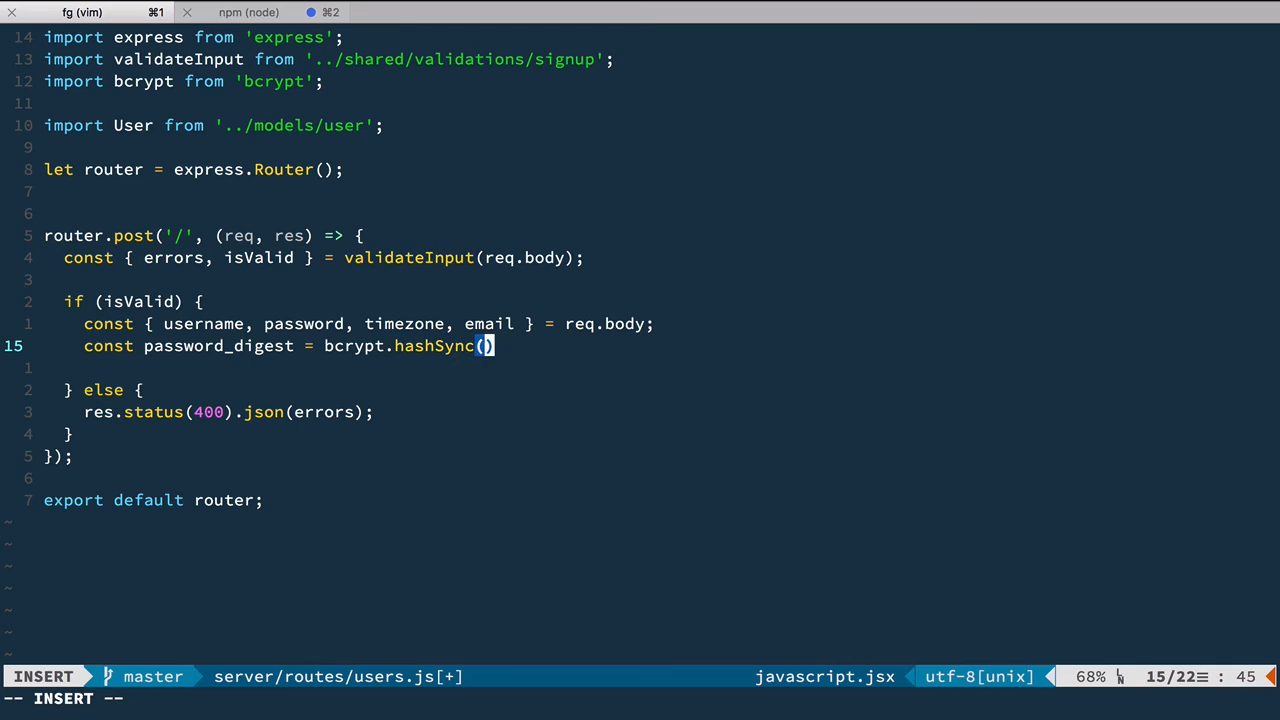 fg (vim) ⌘1 npm (node) ⌘2
14 import express from 'express';
13 import validateInput from '../shared/validations/signup';
12 import bcrypt from 'bcrypt';
11
10 import User from '../models/user';
9
8 let router = express.Router();
7
6
5 router.post('/', (req, res) => {
4 const { errors, isValid } = validateInput(req.body);
3
2 if (isValid) {
1 const { username, password, timezone, email } = req.body;
15 const password_digest = bcrypt.hashSync()
1
2 } else {
3 res.status(400).json(errors);
4 }
5 });
6
7 export default router;
~
~
~
~
~
~
~
INSERT master server/routes/users.js[+] javascript.jsx utf-8[unix] 68% 15/22≡ : 45
-- INSERT --